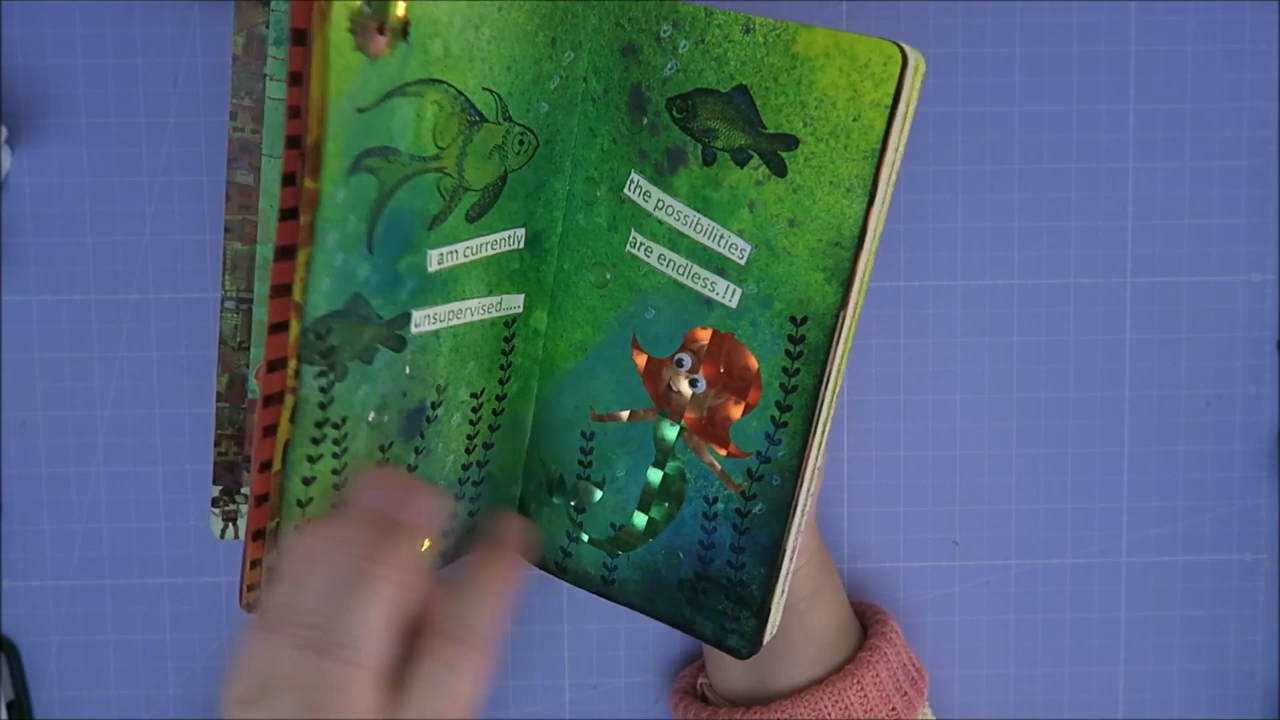 I am currently
unsupervised.....
the possibilities
are endless.!!